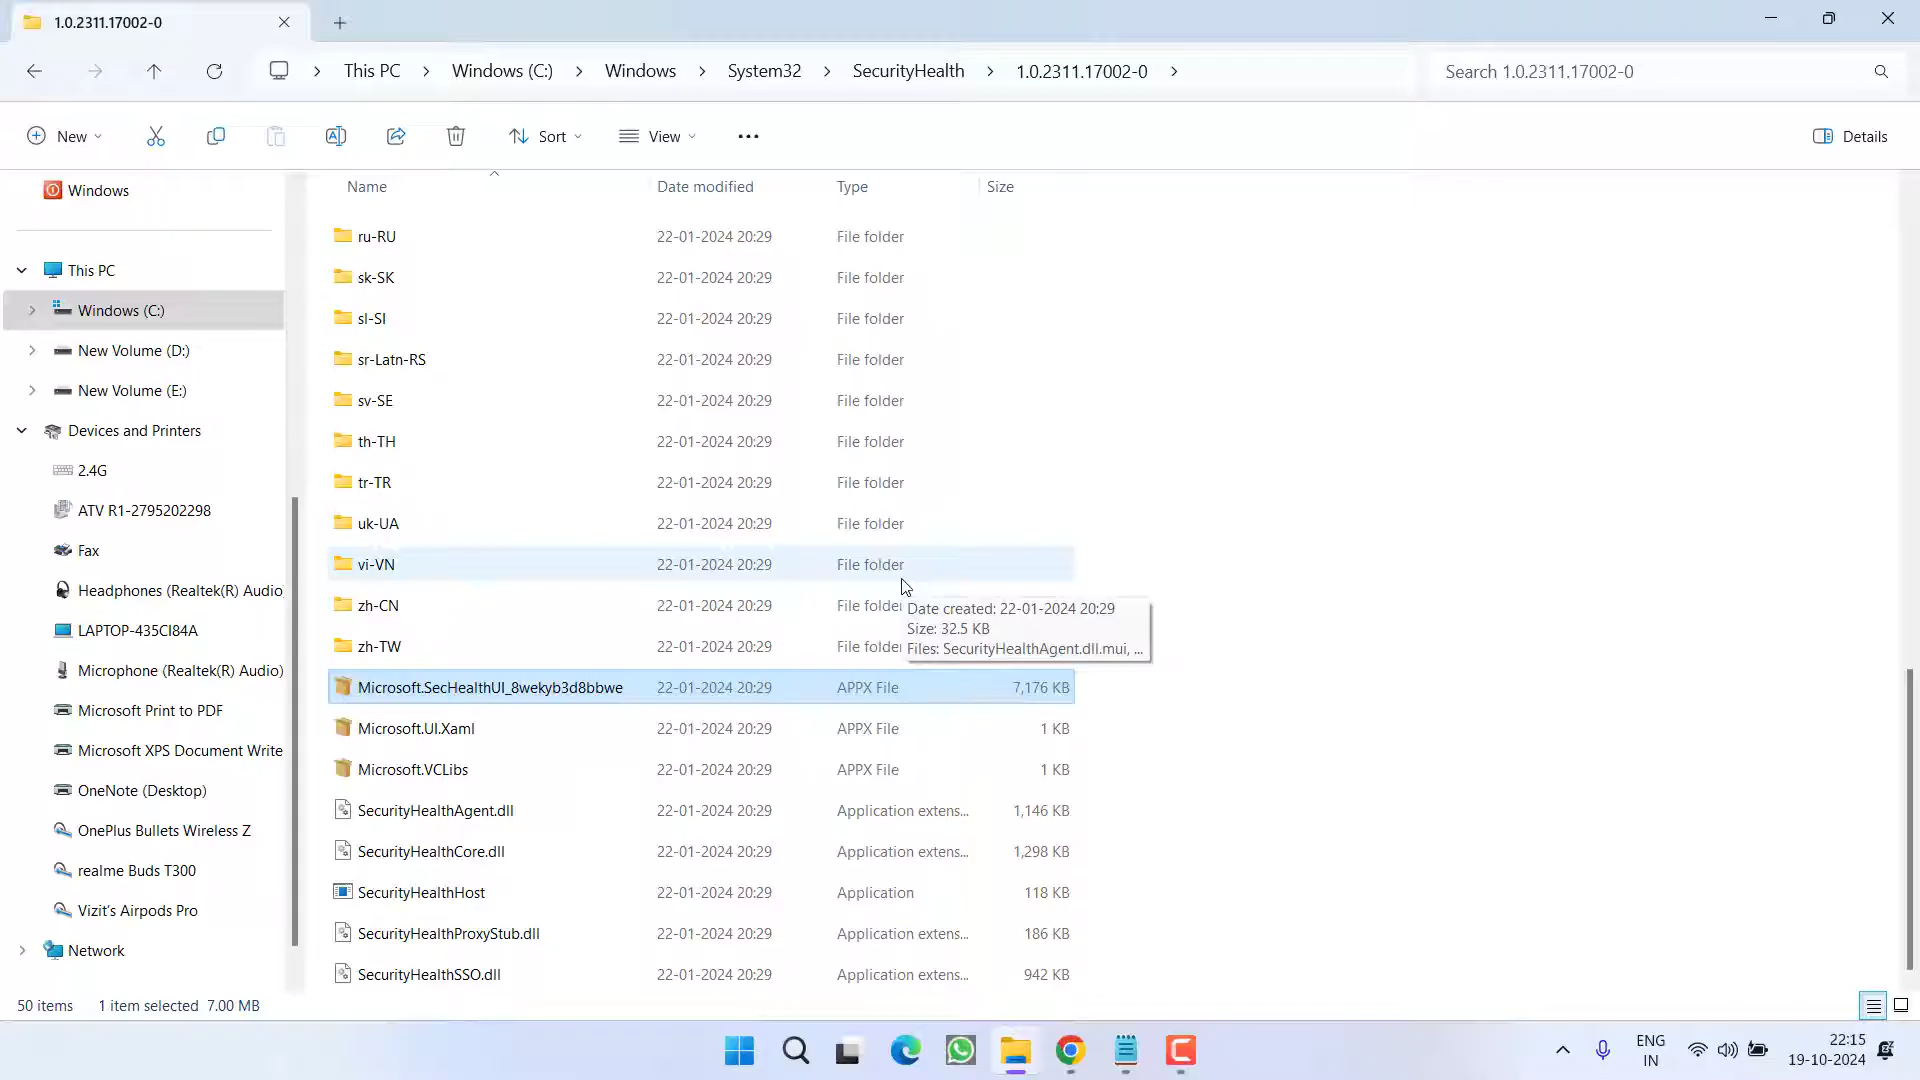 1.0.2311.17002-0
This PC
Windows (C:)
Windows
System32
SecurityHealth
1.0.2311.17002-0
Search 1.0.2311.17002-0
New
Sort
View
Details
Windows
This PC
Windows (C:)
New Volume (D:)
New Volume (E:)
Devices and Printers
2.4G
ATV R1-2795202298
Fax
Headphones (Realtek(R) Audio
LAPTOP-435CI84A
Microphone (Realtek(R) Audio)
Microsoft Print to PDF
Microsoft XPS Document Write
OneNote (Desktop)
OnePlus Bullets Wireless Z
realme Buds T300
Vizit's Airpods Pro
Network
Name Date modified Type Size
ru-RU 22-01-2024 20:29 File folder
sk-SK 22-01-2024 20:29 File folder
sl-SI 22-01-2024 20:29 File folder
sr-Latn-RS 22-01-2024 20:29 File folder
sv-SE 22-01-2024 20:29 File folder
th-TH 22-01-2024 20:29 File folder
tr-TR 22-01-2024 20:29 File folder
uk-UA 22-01-2024 20:29 File folder
vi-VN 22-01-2024 20:29 File folder
zh-CN 22-01-2024 20:29 File folder
zh-TW 22-01-2024 20:29 File folder
Date created: 22-01-2024 20:29
Size: 32.5 KB
Files: SecurityHealthAgent.dll.mui, ...
Microsoft.SecHealthUI_8wekyb3d8bbwe 22-01-2024 20:29 APPX File 7,176 KB
Microsoft.UI.Xaml 22-01-2024 20:29 APPX File 1 KB
Microsoft.VCLibs 22-01-2024 20:29 APPX File 1 KB
SecurityHealthAgent.dll 22-01-2024 20:29 Application extens... 1,146 KB
SecurityHealthCore.dll 22-01-2024 20:29 Application extens... 1,298 KB
SecurityHealthHost 22-01-2024 20:29 Application 118 KB
SecurityHealthProxyStub.dll 22-01-2024 20:29 Application extens... 186 KB
SecurityHealthSSO.dll 22-01-2024 20:29 Application extens... 942 KB
50 items 1 item selected 7.00 MB
ENG
IN
22:15
19-10-2024